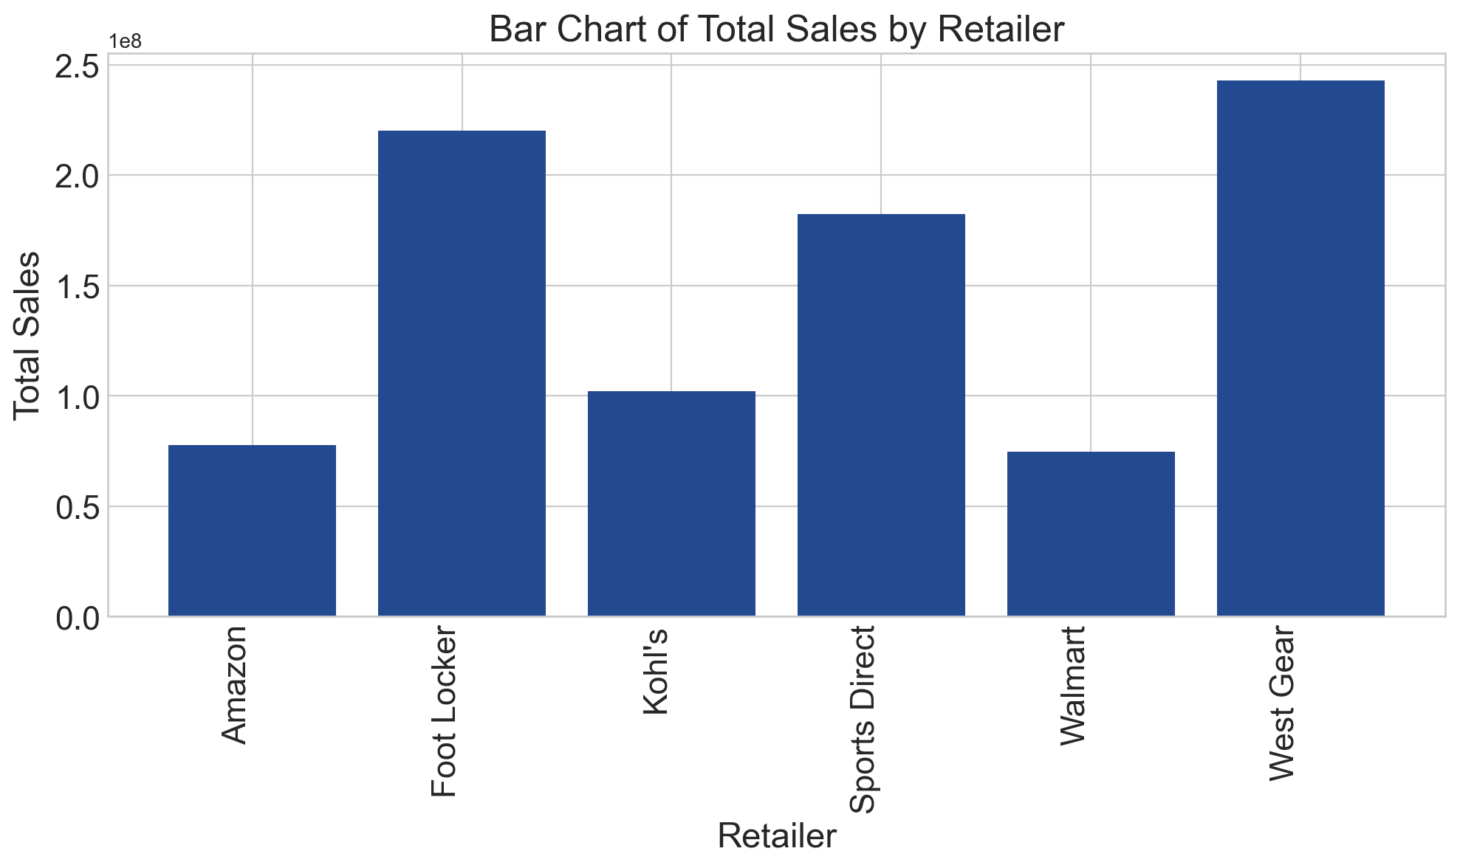 Bar Chart of Total Sales by Retailer
1e8
2.5
2.0
1.5
1.0
0.5
0.0
Total Sales
Amazon
Foot Locker
Kohl's
Sports Direct
Walmart
West Gear
Retailer